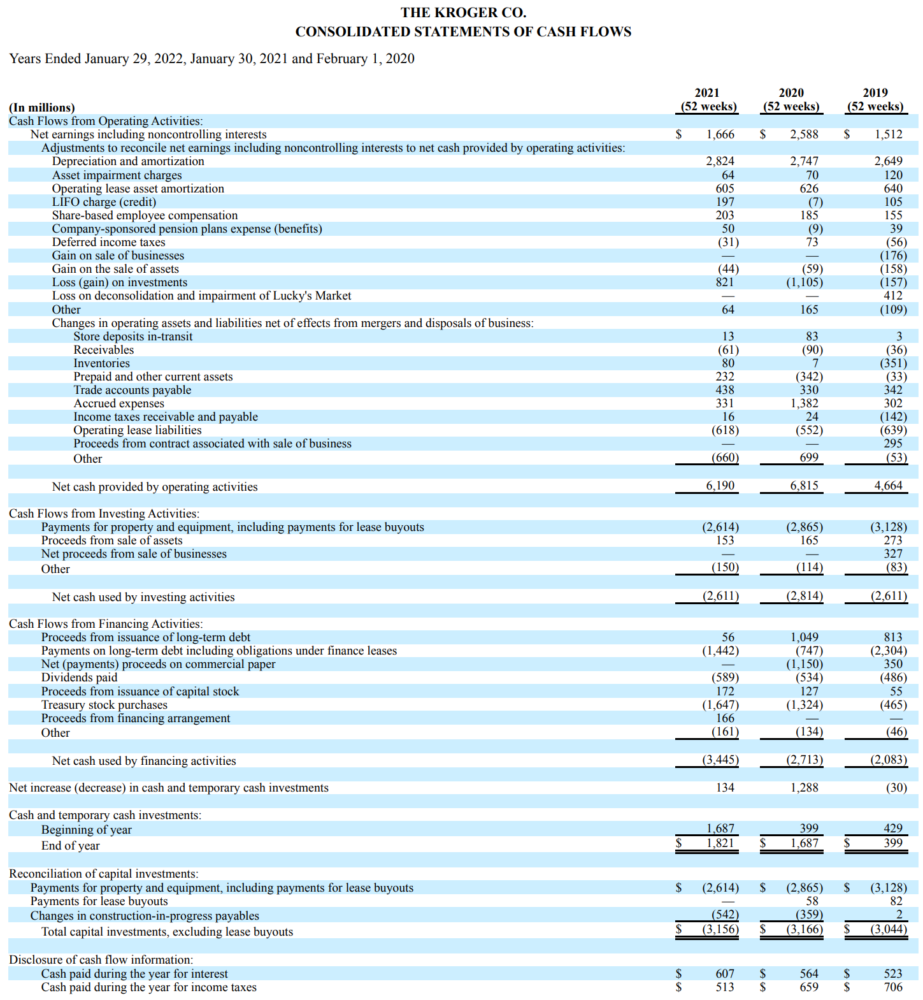 THE KROGER CO.
CONSOLIDATED STATEMENTS OF CASH FLOWS
Years Ended January 29, 2022, January 30, 2021 and February 1, 2020
2021 2020 2019
(In millions) (52 weeks) (52 weeks) (52 weeks)
Cash Flows from Operating Activities:
Net earnings including noncontrolling interests $ 1,666 $ 2,588 $ 1,512
Adjustments to reconcile net earnings including noncontrolling interests to net cash provided by operating activities:
Depreciation and amortization 2,824 2,747 2,649
Asset impairment charges 64 70 120
Operating lease asset amortization 605 626 640
LIFO charge (credit) 197 (7) 105
Share-based employee compensation 203 185 155
Company-sponsored pension plans expense (benefits) 50 (9) 39
Deferred income taxes (31) 73 (56)
Gain on sale of businesses — — (176)
Gain on the sale of assets (44) (59) (158)
Loss (gain) on investments 821 (1,105) (157)
Loss on deconsolidation and impairment of Lucky's Market — — 412
Other 64 165 (109)
Changes in operating assets and liabilities net of effects from mergers and disposals of business:
Store deposits in-transit 13 83 3
Receivables (61) (90) (36)
Inventories 80 7 (351)
Prepaid and other current assets 232 (342) (33)
Trade accounts payable 438 330 342
Accrued expenses 331 1,382 302
Income taxes receivable and payable 16 24 (142)
Operating lease liabilities (618) (552) (639)
Proceeds from contract associated with sale of business — — 295
Other (660) 699 (53)
Net cash provided by operating activities 6,190 6,815 4,664
Cash Flows from Investing Activities:
Payments for property and equipment, including payments for lease buyouts (2,614) (2,865) (3,128)
Proceeds from sale of assets 153 165 273
Net proceeds from sale of businesses — — 327
Other (150) (114) (83)
Net cash used by investing activities (2,611) (2,814) (2,611)
Cash Flows from Financing Activities:
Proceeds from issuance of long-term debt 56 1,049 813
Payments on long-term debt including obligations under finance leases (1,442) (747) (2,304)
Net (payments) proceeds on commercial paper — (1,150) 350
Dividends paid (589) (534) (486)
Proceeds from issuance of capital stock 172 127 55
Treasury stock purchases (1,647) (1,324) (465)
Proceeds from financing arrangement 166 — —
Other (161) (134) (46)
Net cash used by financing activities (3,445) (2,713) (2,083)
Net increase (decrease) in cash and temporary cash investments 134 1,288 (30)
Cash and temporary cash investments:
Beginning of year 1,687 399 429
End of year $ 1,821 $ 1,687 $ 399
Reconciliation of capital investments:
Payments for property and equipment, including payments for lease buyouts $ (2,614) $ (2,865) $ (3,128)
Payments for lease buyouts — 58 82
Changes in construction-in-progress payables (542) (359) 2
Total capital investments, excluding lease buyouts $ (3,156) $ (3,166) $ (3,044)
Disclosure of cash flow information:
Cash paid during the year for interest $ 607 $ 564 $ 523
Cash paid during the year for income taxes $ 513 $ 659 $ 706